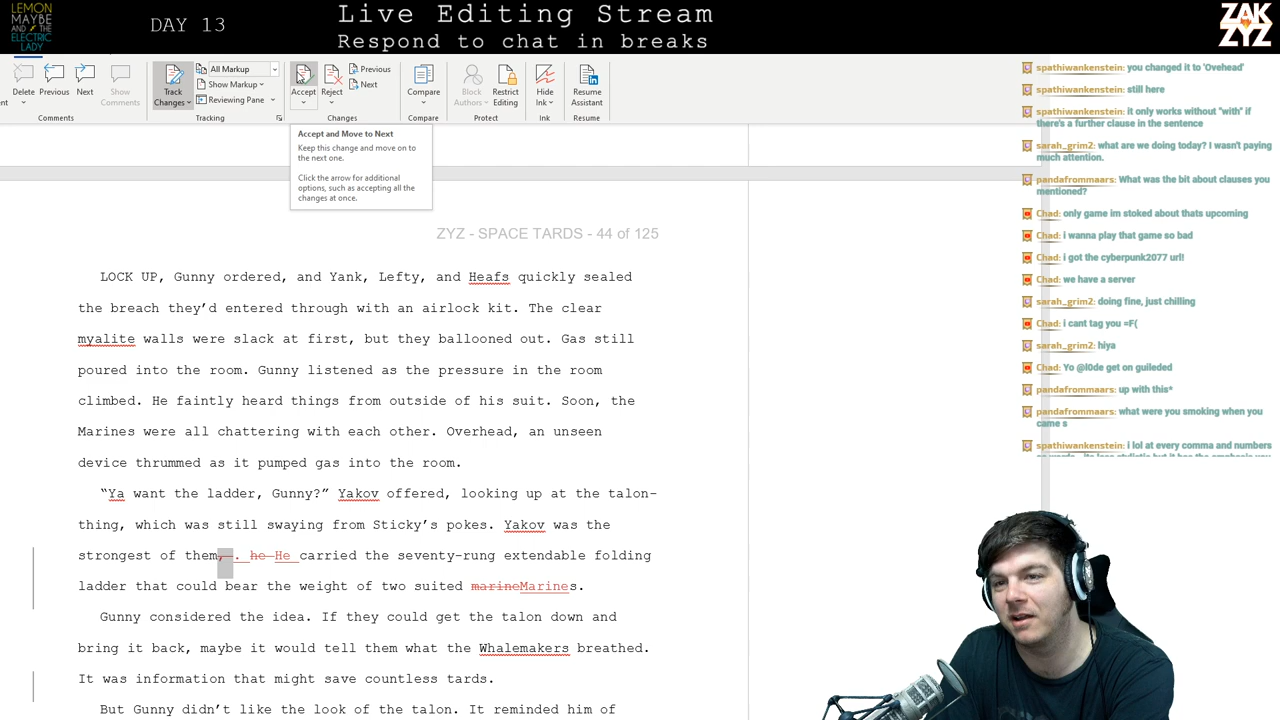 LEMON
MAYBE
AND THE
ELECTRIC
LADY
DAY 13
Live Editing Stream
Respond to chat in breaks
ZAK
ZYZ
Delete
Previous
Next
Show
Comments
Comments
Track
Changes
All Markup
Show Markup
Reviewing Pane
Tracking
Accept
Reject
Previous
Next
Changes
Compare
Compare
Block
Authors
Restrict
Editing
Protect
Hide
Ink
Ink
Resume
Assistant
Resume
Accept and Move to Next
Keep this change and move on to
the next one.
Click the arrow for additional
options, such as accepting all the
changes at once.
ZYZ - SPACE TARDS - 44 of 125
LOCK UP, Gunny ordered, and Nik, Lefty, and Heafs quickly sealed
the breach they’d entered through with an airlock kit. The clear
myalite walls were slack at first, but they ballooned out. Gas still
poured into the room. Gunny listened as the pressure in the room
climbed. He faintly heard things from outside of his suit. Soon, the
Marines were all chattering with each other. Overhead, an unseen
device thrummed as it pumped gas into the room.
“Ya want the ladder, Gunny?” Yakov offered, looking up at the talon-
thing, which was still swaying from Sticky’s pokes. Yakov was the
strongest of them, . he He carried the seventy-rung extendable folding
ladder that could bear the weight of two suited marineMarines.
Gunny considered the idea. If they could get the talon down and
bring it back, maybe it would tell them what the Whalemakers breathed.
It was information that might save countless tards.
But Gunny didn’t like the look of the talon. It reminded him of
spathiwankenstein: you changed it to 'Ovehead'
spathiwankenstein: still here
spathiwankenstein: it only works without "with" if
there's a further clause in the sentence
sarah_grim2: what are we doing today? I wasn't paying
much attention.
pandafrommaars: What was the bit about clauses you
mentioned?
Chad: only game im stoked about thats upcoming
Chad: i wanna play that game so bad
Chad: i got the cyberpunk2077 url!
Chad: we have a server
sarah_grim2: doing fine, just chilling
Chad: i cant tag you =F(
sarah_grim2: hiya
Chad: Yo @l0de get on guileded
pandafrommaars: up with this*
pandafrommaars: what were you smoking when you
came s
spathiwankenstein: i lol at every comma and numbers